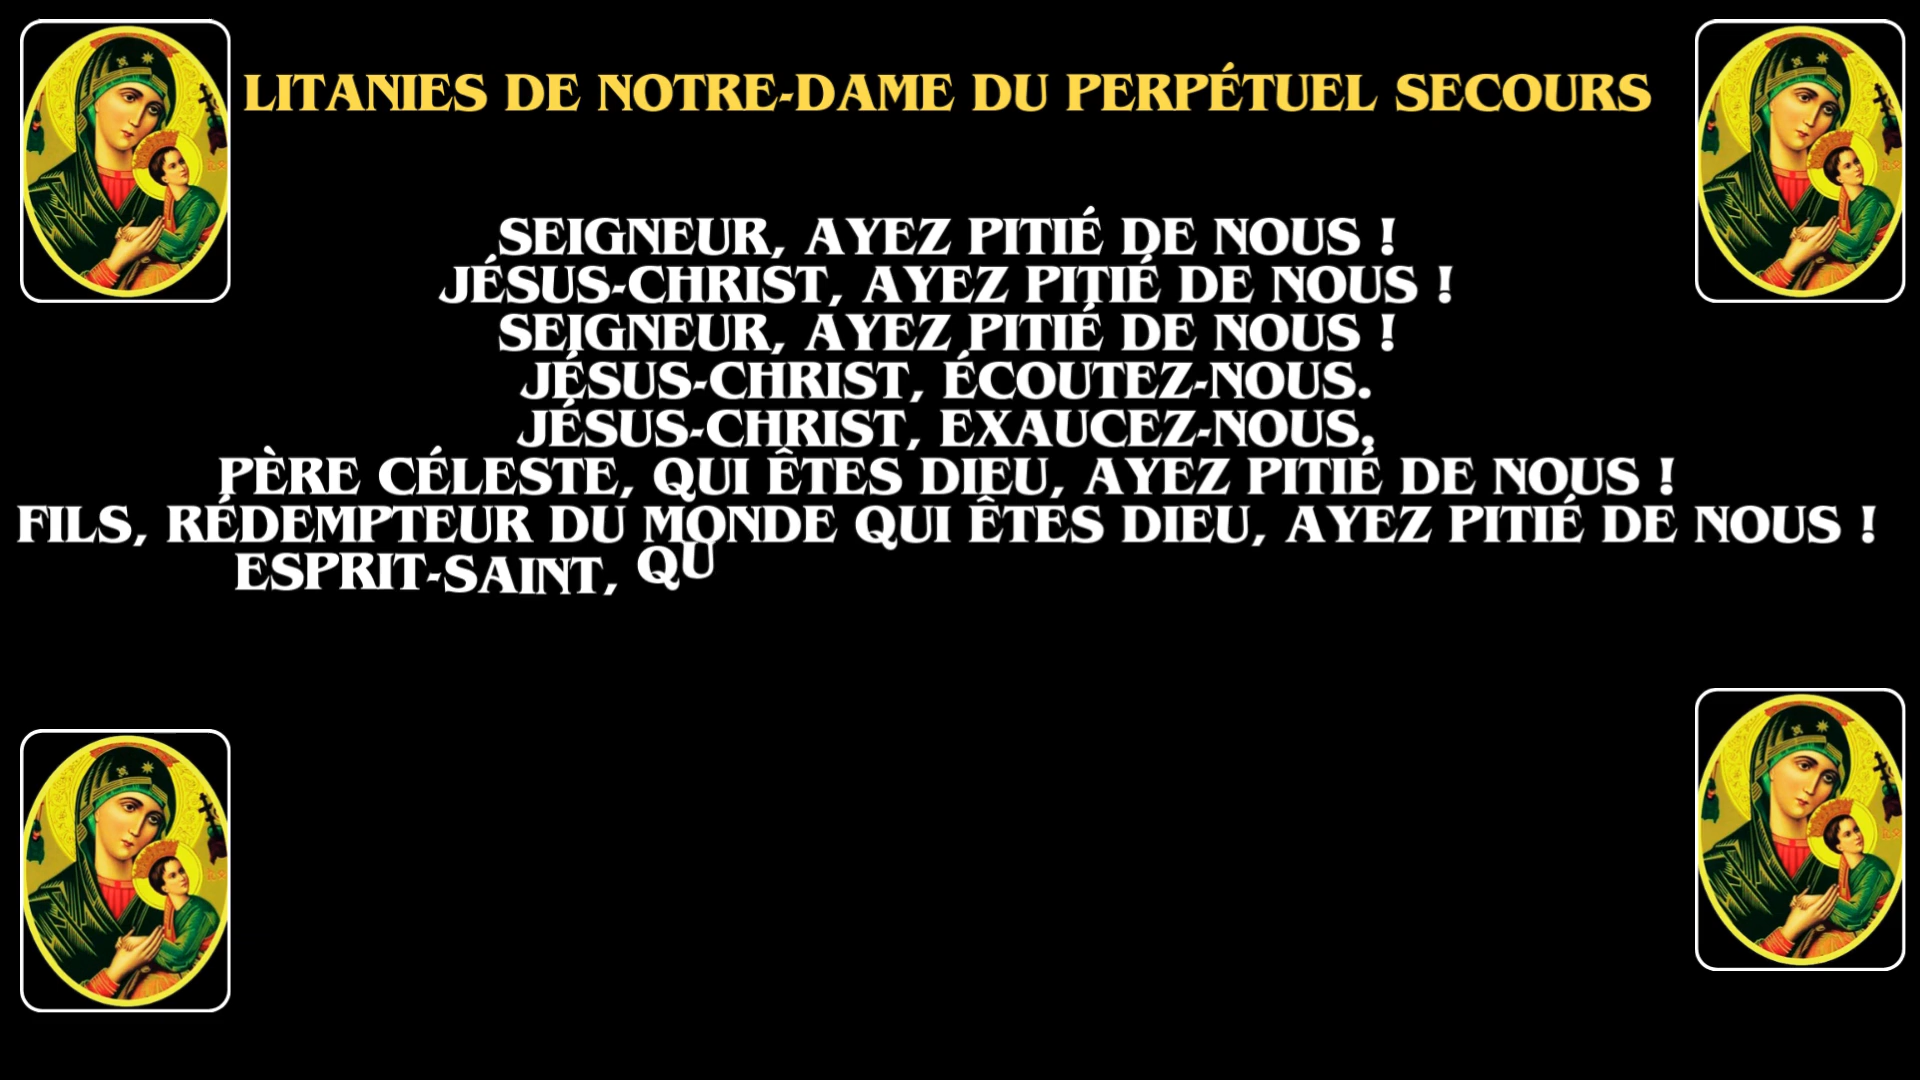 LITANIES DE NOTRE-DAME DU PERPÉTUEL SECOURS
SEIGNEUR, AYEZ PITIÉ DE NOUS !
JÉSUS-CHRIST, AYEZ PITIÉ DE NOUS !
SEIGNEUR, AYEZ PITIÉ DE NOUS !
JÉSUS-CHRIST, ÉCOUTEZ-NOUS.
JÉSUS-CHRIST, EXAUCEZ-NOUS.
PÈRE CÉLESTE, QUI ÊTES DIEU, AYEZ PITIÉ DE NOUS !
FILS, RÉDEMPTEUR DU MONDE QUI ÊTES DIEU, AYEZ PITIÉ DE NOUS !
ESPRIT-SAINT, QU